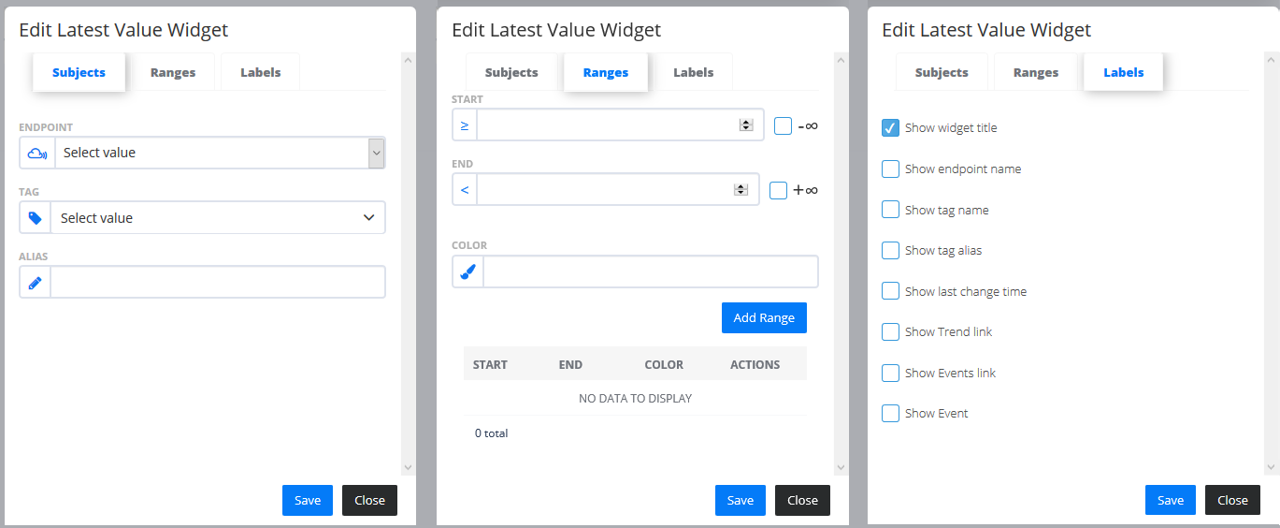 Edit Latest Value Widget
Subjects Ranges Labels
ENDPOINT
Select value
TAG
Select value
ALIAS
Save Close
Edit Latest Value Widget
Subjects Ranges Labels
START
≥ -∞
END
< +∞
COLOR
Add Range
START END COLOR ACTIONS
NO DATA TO DISPLAY
0 total
Save Close
Edit Latest Value Widget
Subjects Ranges Labels
Show widget title
Show endpoint name
Show tag name
Show tag alias
Show last change time
Show Trend link
Show Events link
Show Event
Save Close